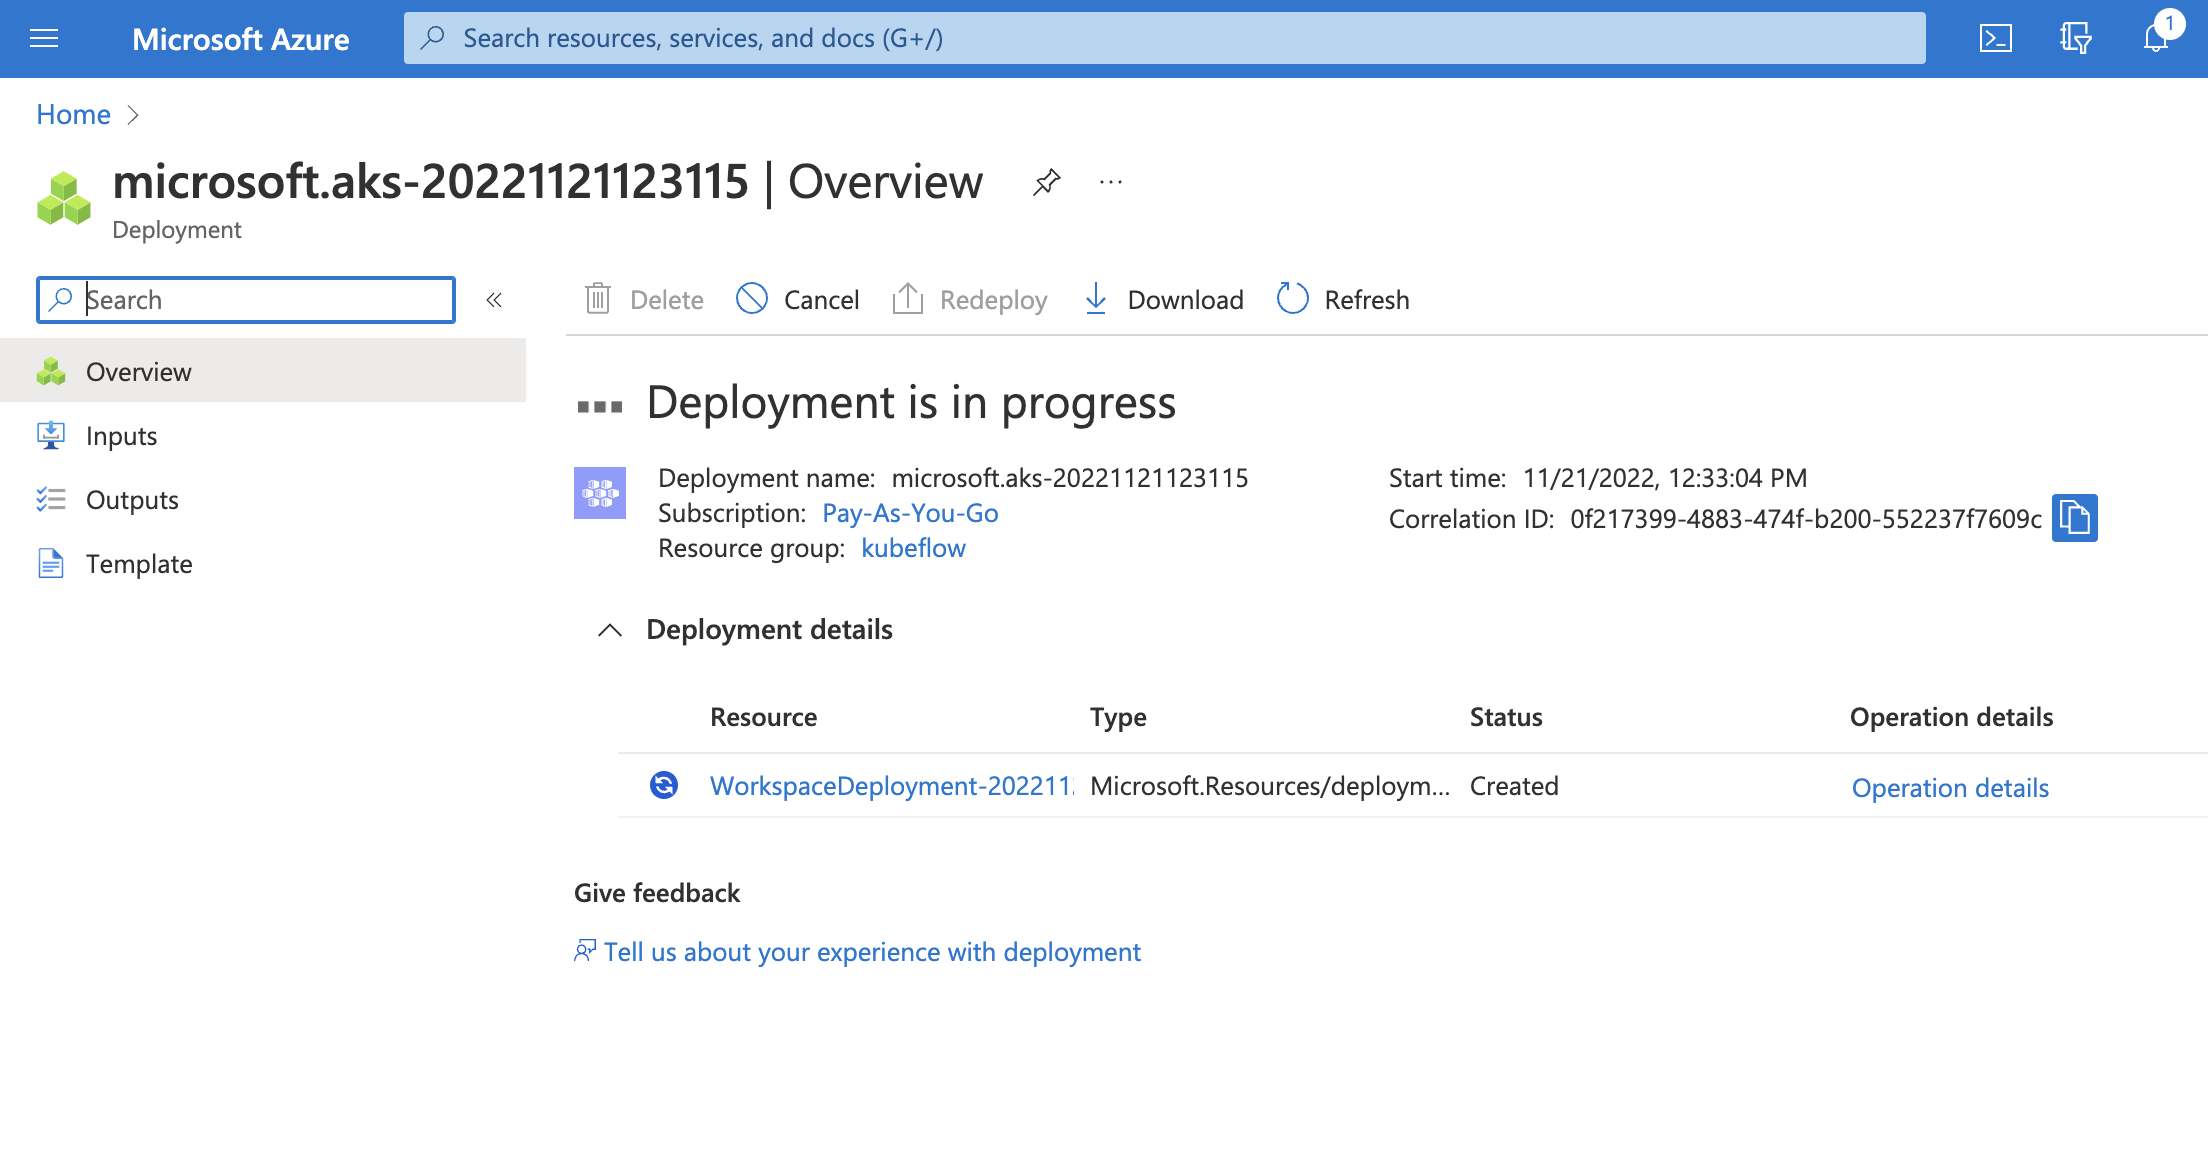 Microsoft Azure
Search resources, services, and docs (G+/)
1
Home
microsoft.aks-20221121123115 | Overview
Deployment
Search
Delete
Cancel
Redeploy
Download
Refresh
Overview
Inputs
Outputs
Template
Deployment is in progress
Deployment name: microsoft.aks-20221121123115
Subscription: Pay-As-You-Go
Resource group: kubeflow
Start time: 11/21/2022, 12:33:04 PM
Correlation ID: 0f217399-4883-474f-b200-552237f7609c
Deployment details
Resource Type Status Operation details
WorkspaceDeployment-202211 Microsoft.Resources/deploym... Created Operation details
Give feedback
Tell us about your experience with deployment